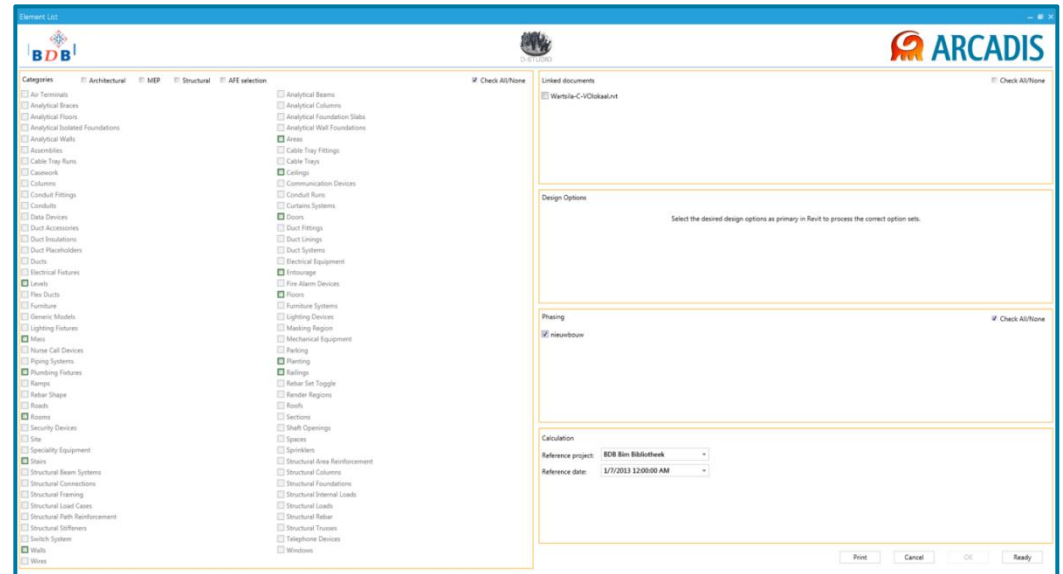 Element List
BDB
D-STUDIO
ARCADIS
Categories Architectural MEP Structural AFE selection Check All/None
Air Terminals
Analytical Braces
Analytical Floors
Analytical Isolated Foundations
Analytical Walls
Assemblies
Cable Tray Runs
Casework
Columns
Conduit Fittings
Conduits
Data Devices
Duct Accessories
Duct Insulations
Duct Placeholders
Ducts
Electrical Fixtures
Levels
Flex Ducts
Furniture
Generic Models
Lighting Fixtures
Mass
Nurse Call Devices
Piping Systems
Plumbing Fixtures
Ramps
Rebar Shape
Roads
Rooms
Security Devices
Site
Speciality Equipment
Stairs
Structural Beam Systems
Structural Connections
Structural Framing
Structural Load Cases
Structural Path Reinforcement
Structural Stiffeners
Switch System
Walls
Wires
Analytical Beams
Analytical Columns
Analytical Foundation Slabs
Analytical Wall Foundations
Areas
Cable Tray Fittings
Cable Trays
Ceilings
Communication Devices
Conduit Runs
Curtains Systems
Doors
Duct Fittings
Duct Linings
Duct Systems
Electrical Equipment
Entourage
Fire Alarm Devices
Floors
Furniture Systems
Lighting Devices
Masking Region
Mechanical Equipment
Parking
Planting
Railings
Rebar Set Toggle
Render Regions
Roofs
Sections
Shaft Openings
Spaces
Sprinklers
Structural Area Reinforcement
Structural Columns
Structural Foundations
Structural Internal Loads
Structural Loads
Structural Rebar
Structural Trusses
Telephone Devices
Windows
Linked documents Check All/None
Wartsila-C-VOlokaal.rvt
Design Options
Select the desired design options as primary in Revit to process the correct option sets.
Phasing Check All/None
nieuwbouw
Calculation
Reference project: BDB Bim Bibliotheek
Reference date: 1/7/2013 12:00:00 AM
Print Cancel OK Ready